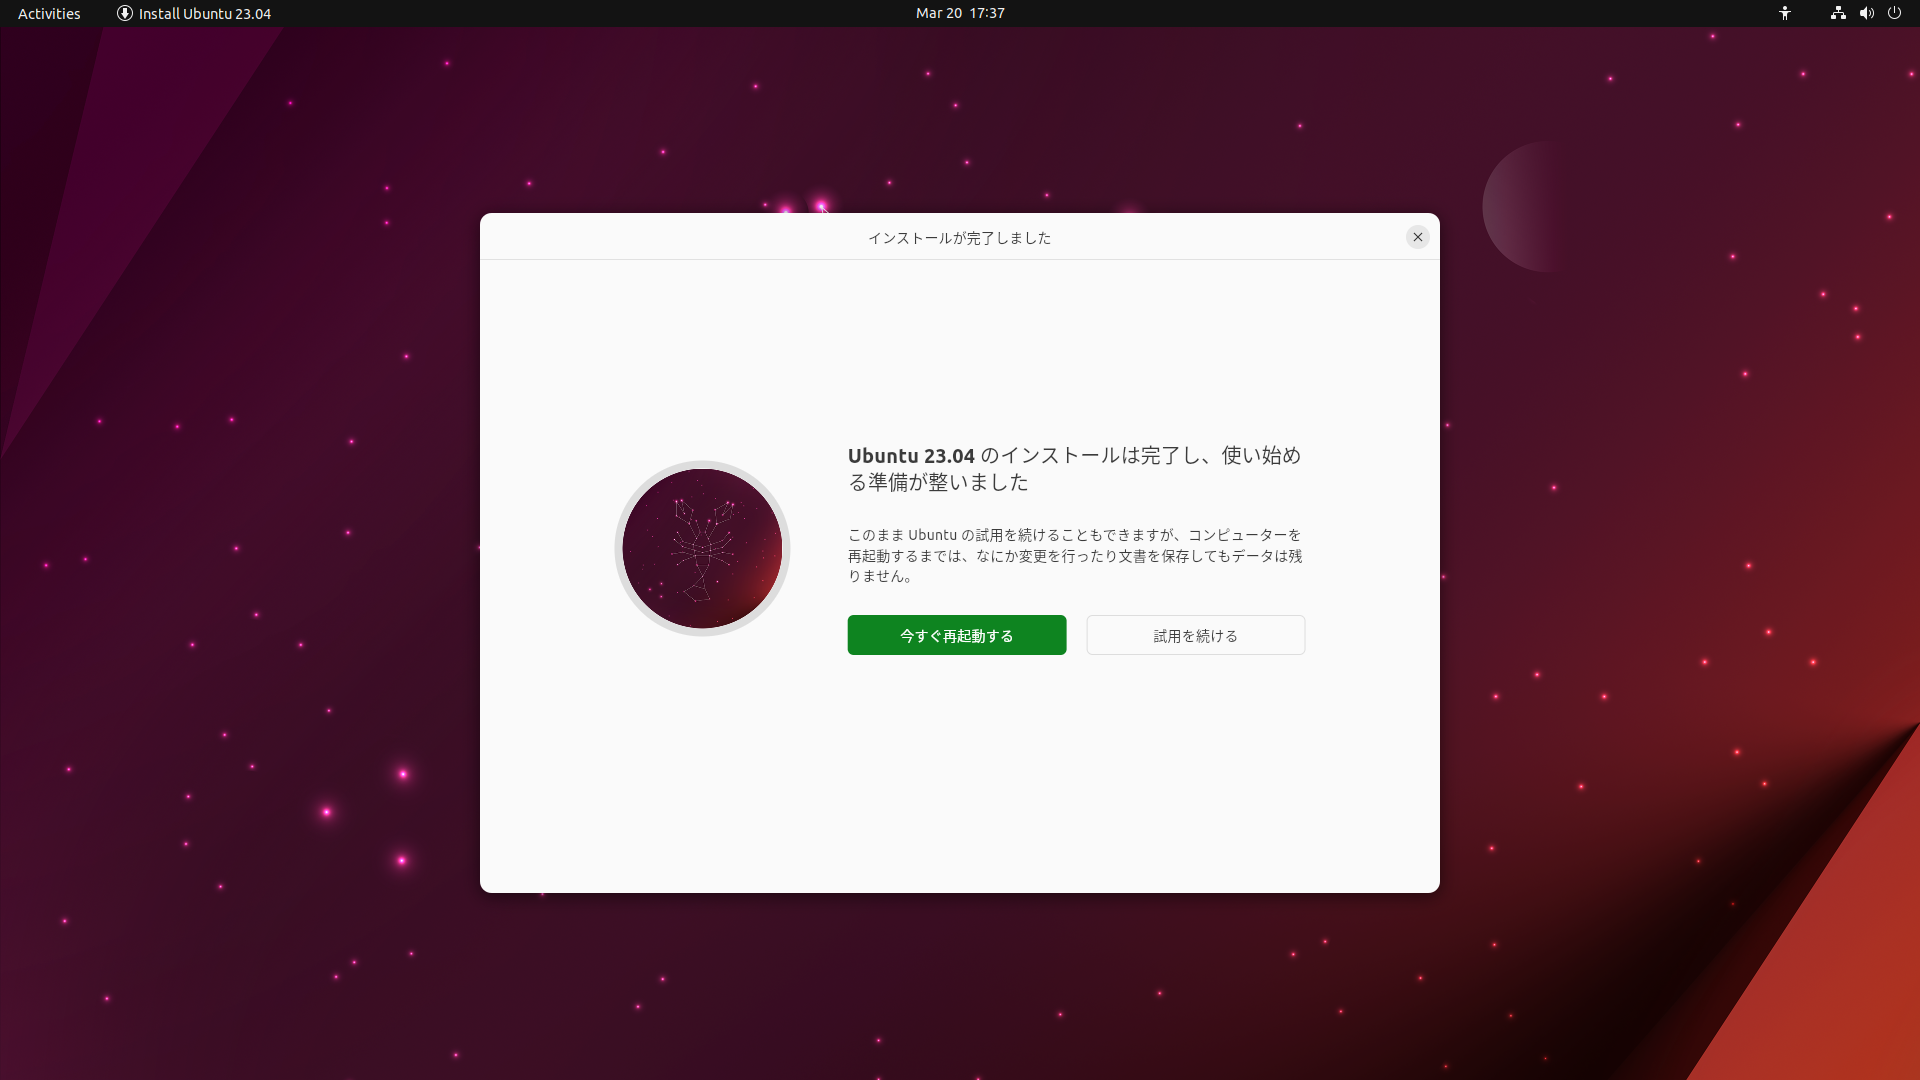 Activities
Install Ubuntu 23.04
Mar 20 17:37
インストールが完了しました
Ubuntu 23.04 のインストールは完了し、使い始め
る準備が整いました
このまま Ubuntu の試用を続けることもできますが、コンピューターを
再起動するまでは、なにか変更を行ったり文書を保存してもデータは残
りません。
今すぐ再起動する
試用を続ける